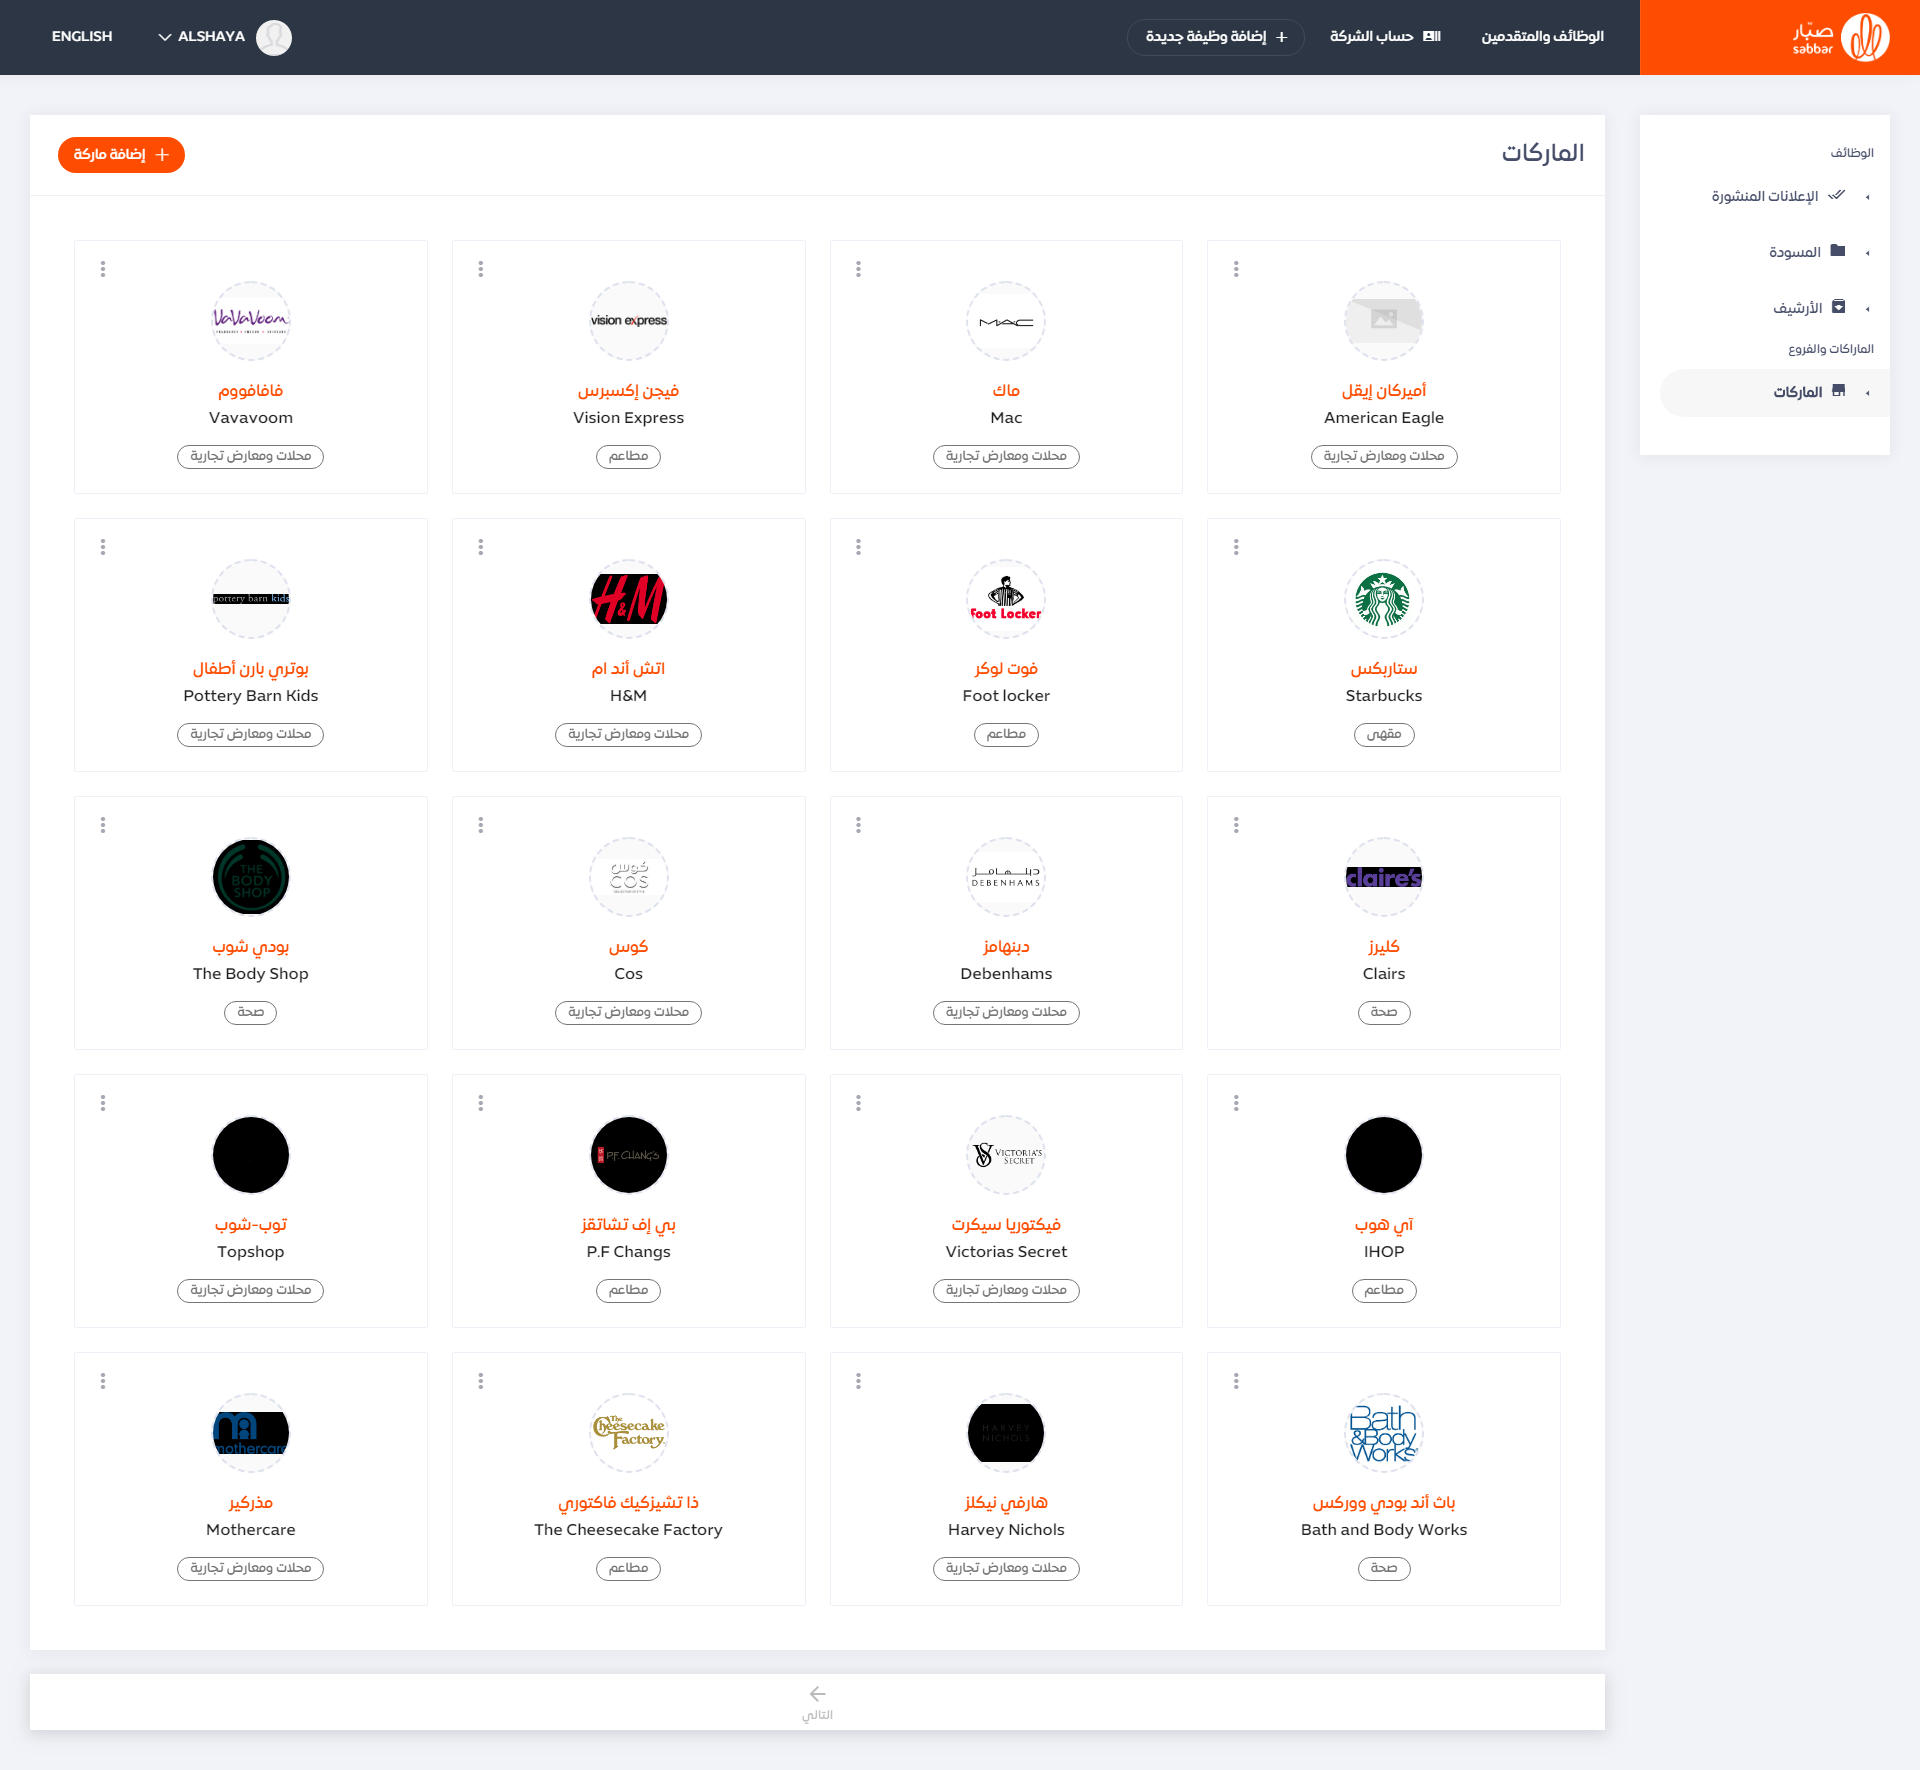 صبّار
sabbar
الوظائف والمتقدمين
حساب الشركة
إضافة وظيفة جديدة
ALSHAYA
ENGLISH
الوظائف
الإعلانات المنشورة
المسودة
الأرشيف
الماراكات والفروع
الماركات
الماركات
إضافة ماركة
أميركان إيقل
American Eagle
محلات ومعارض تجارية
MAC
ماك
Mac
محلات ومعارض تجارية
vision express
فيجن إكسبرس
Vision Express
مطاعم
VaVaVoom
فافافووم
Vavavoom
محلات ومعارض تجارية
ستاربكس
Starbucks
مقهى
Foot Locker
فوت لوكر
Foot locker
مطاعم
H&M
اتش أند ام
H&M
محلات ومعارض تجارية
pottery barn kids
بوتري بارن أطفال
Pottery Barn Kids
محلات ومعارض تجارية
claire's
كليرز
Clairs
صحة
دبنهامز
DEBENHAMS
دبنهامز
Debenhams
محلات ومعارض تجارية
كوس
COS
كوس
Cos
محلات ومعارض تجارية
THE
BODY
SHOP
بودي شوب
The Body Shop
صحة
آي هوب
IHOP
مطاعم
VS VICTORIA'S
SECRET
فيكتوريا سيكرت
Victorias Secret
محلات ومعارض تجارية
P.F. CHANG'S
بي إف تشاتقز
P.F Changs
مطاعم
توب-شوب
Topshop
محلات ومعارض تجارية
Bath
&Body
Works
باث أند بودي ووركس
Bath and Body Works
صحة
HARVEY
NICHOLS
هارفي نيكلز
Harvey Nichols
محلات ومعارض تجارية
The
Cheesecake
Factory
ذا تشيزكيك فاكتوري
The Cheesecake Factory
مطاعم
mothercare
مذركير
Mothercare
محلات ومعارض تجارية
التالي